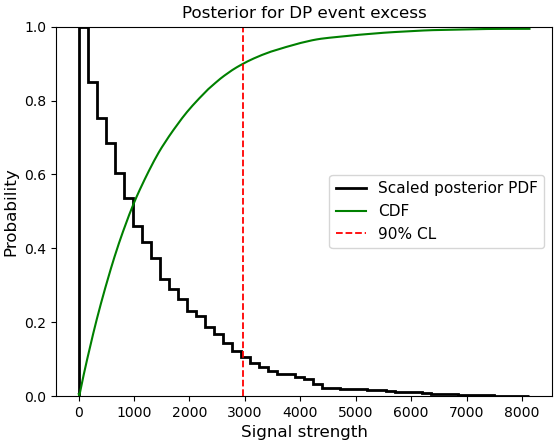 Posterior for DP event excess
1.0
0.8
0.6
0.4
0.2
0.0
Probability
Scaled posterior PDF
CDF
90% CL
0 1000 2000 3000 4000 5000 6000 7000 8000
Signal strength